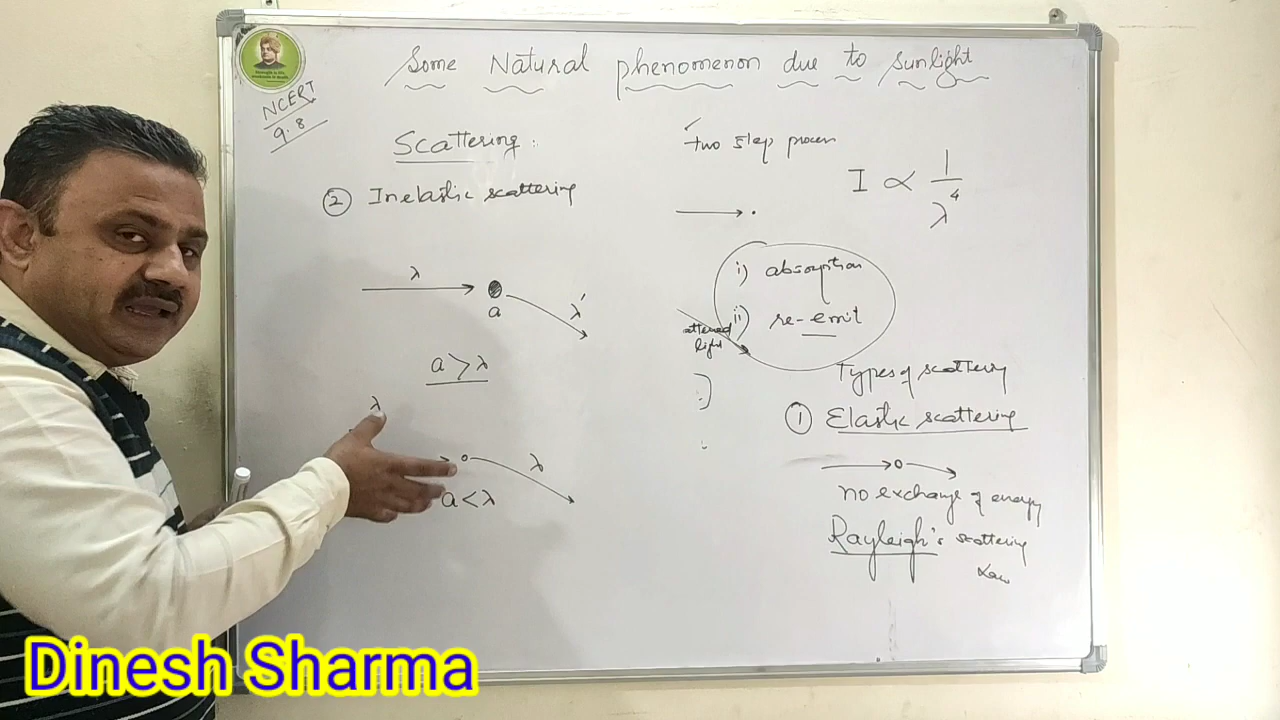 Some Natural phenomenon due to sunlight
NCERT
9.8
Scattering:
② Inelastic scattering
λ
a
λ'
a > λ
λ
λ
a < λ
two step process
I ∝ 1/λ⁴
i) absorption
ii) re-emit
light
Types of scattering
① Elastic scattering
no exchange of energy
Rayleigh's scattering
Law
Dinesh Sharma